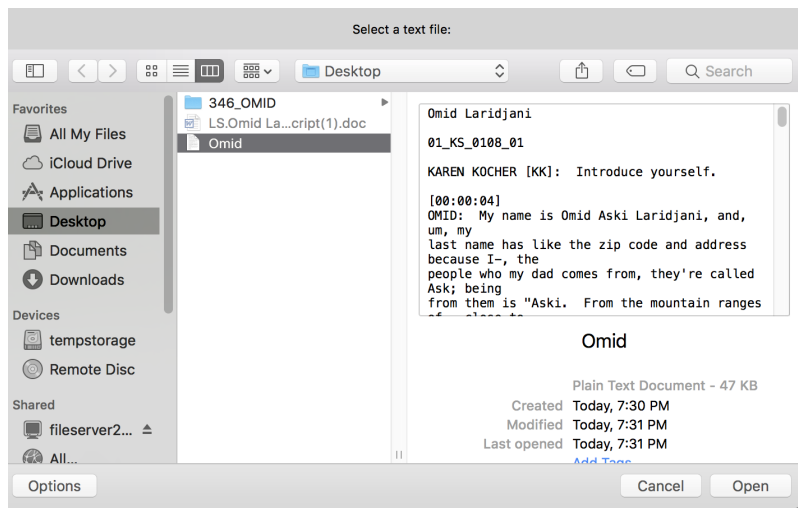 Select a text file:
Desktop
Search
Favorites
All My Files
iCloud Drive
Applications
Desktop
Documents
Downloads
Devices
tempstorage
Remote Disc
Shared
fileserver2...
All...
346_OMID
LS.Omid La...cript(1).doc
Omid
Omid Laridjani
01_KS_0108_01
KAREN KOCHER [KK]:  Introduce yourself.
[00:00:04]
OMID:  My name is Omid Aski Laridjani, and,
um, my
last name has like the zip code and address
because I-, the
people who my dad comes from, they're called
Ask; being
from them is "Aski.  From the mountain ranges
of
close to
Omid
Plain Text Document - 47 KB
Created Today, 7:30 PM
Modified Today, 7:31 PM
Last opened Today, 7:31 PM
Add Tags
Options
Cancel
Open